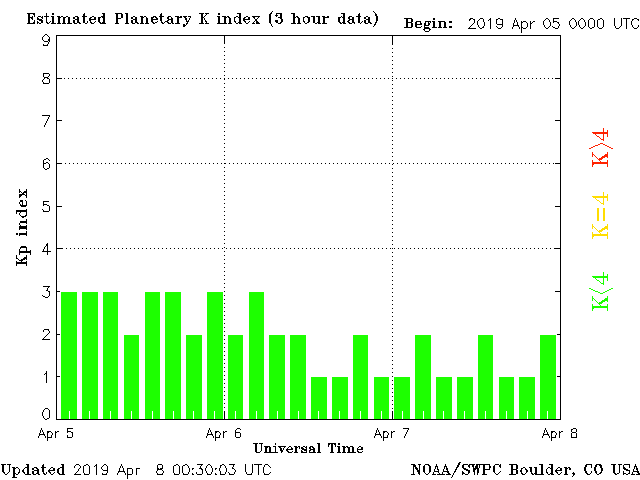 Estimated Planetary K index (3 hour data) Begin: 2019 Apr 05 0000 UTC
9
8
7
6
5
4
3
2
1
0
Kp index
Apr 5 Apr 6 Apr 7 Apr 8
Universal Time
K>4
K=4
K<4
Updated 2019 Apr 8 00:30:03 UTC NOAA/SWPC Boulder, CO USA